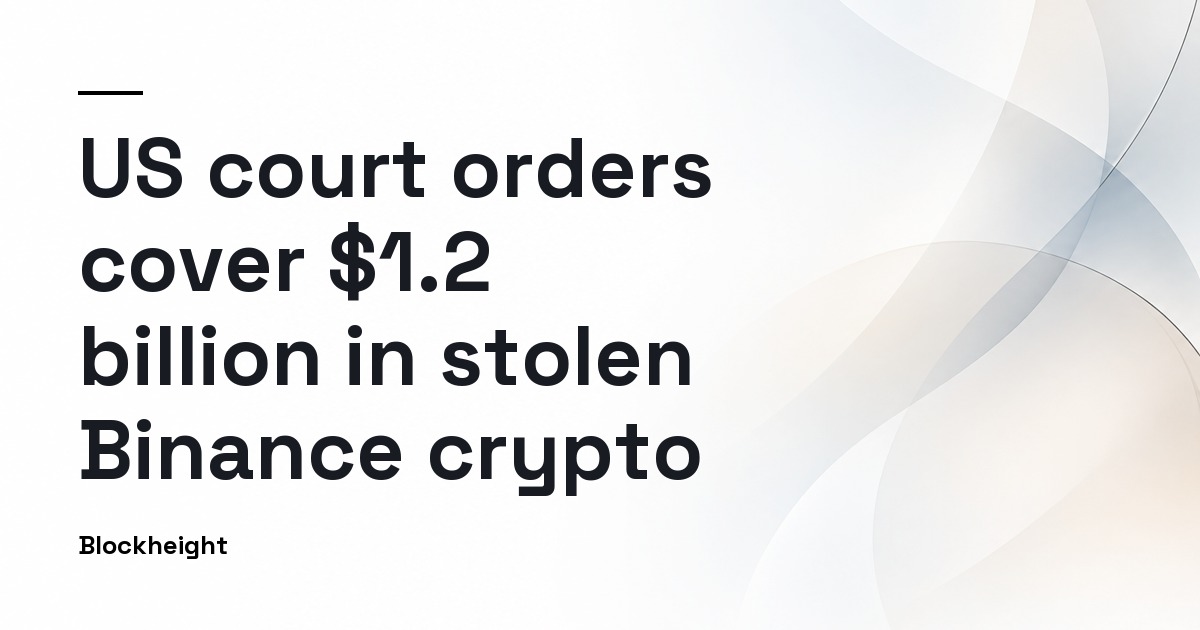 US court orders
cover $1.2
billion in stolen
Binance crypto
Blockheight